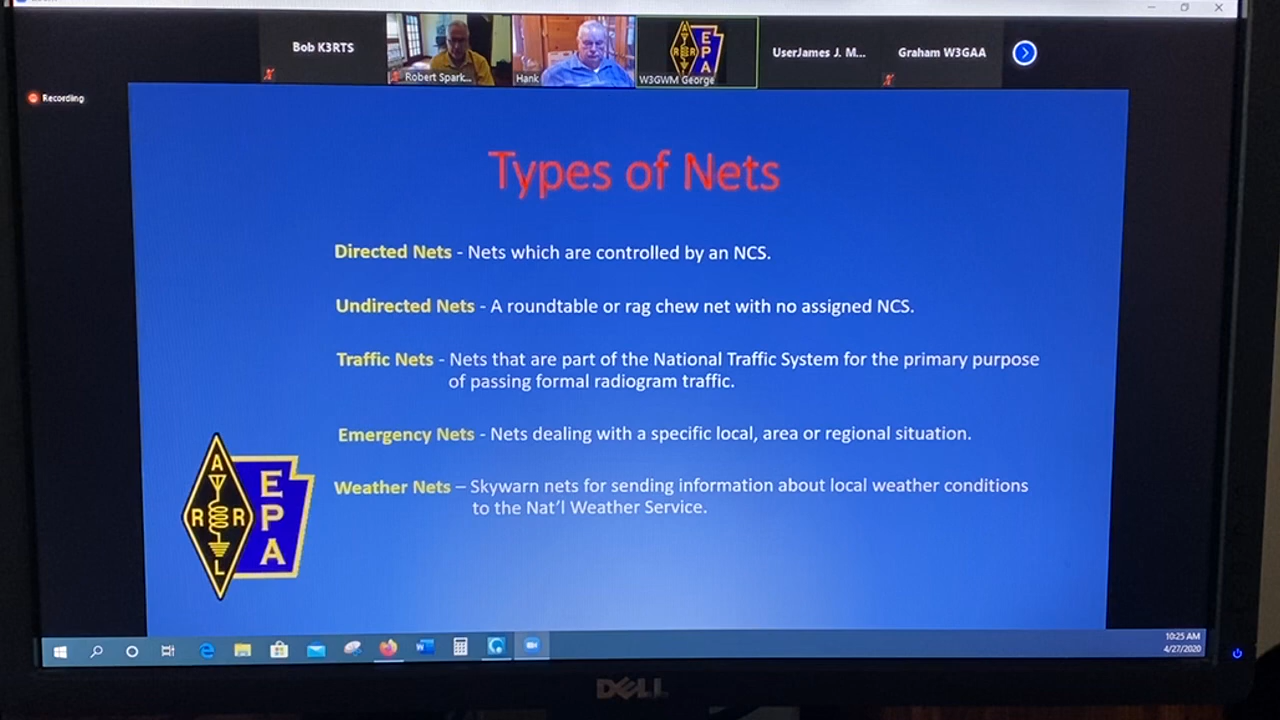 Bob K3RTS
Robert Spark...
Hank
W3GWM George
UserJames J. M...
Graham W3GAA
Recording
Types of Nets
Directed Nets - Nets which are controlled by an NCS.
Undirected Nets - A roundtable or rag chew net with no assigned NCS.
Traffic Nets - Nets that are part of the National Traffic System for the primary purpose
of passing formal radiogram traffic.
Emergency Nets - Nets dealing with a specific local, area or regional situation.
Weather Nets – Skywarn nets for sending information about local weather conditions
to the Nat'l Weather Service.
A
R R
L
E
P
A
A
R R
L
E
P
A
10:25 AM
4/27/2020
DELL